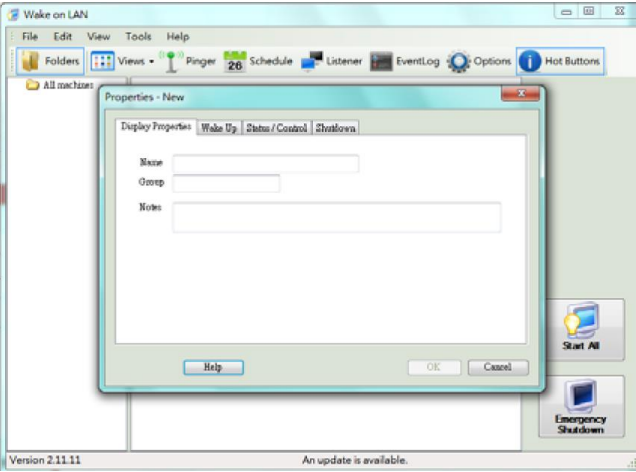 Wake on LAN
File Edit View Tools Help
Folders Views Pinger 26 Schedule Listener EventLog Options Hot Buttons
All machines
Properties - New
Display Properties Wake Up Status / Control Shutdown
Name
Group
Notes
Help OK Cancel
Start All
Emergency
Shutdown
Version 2.11.11 An update is available.